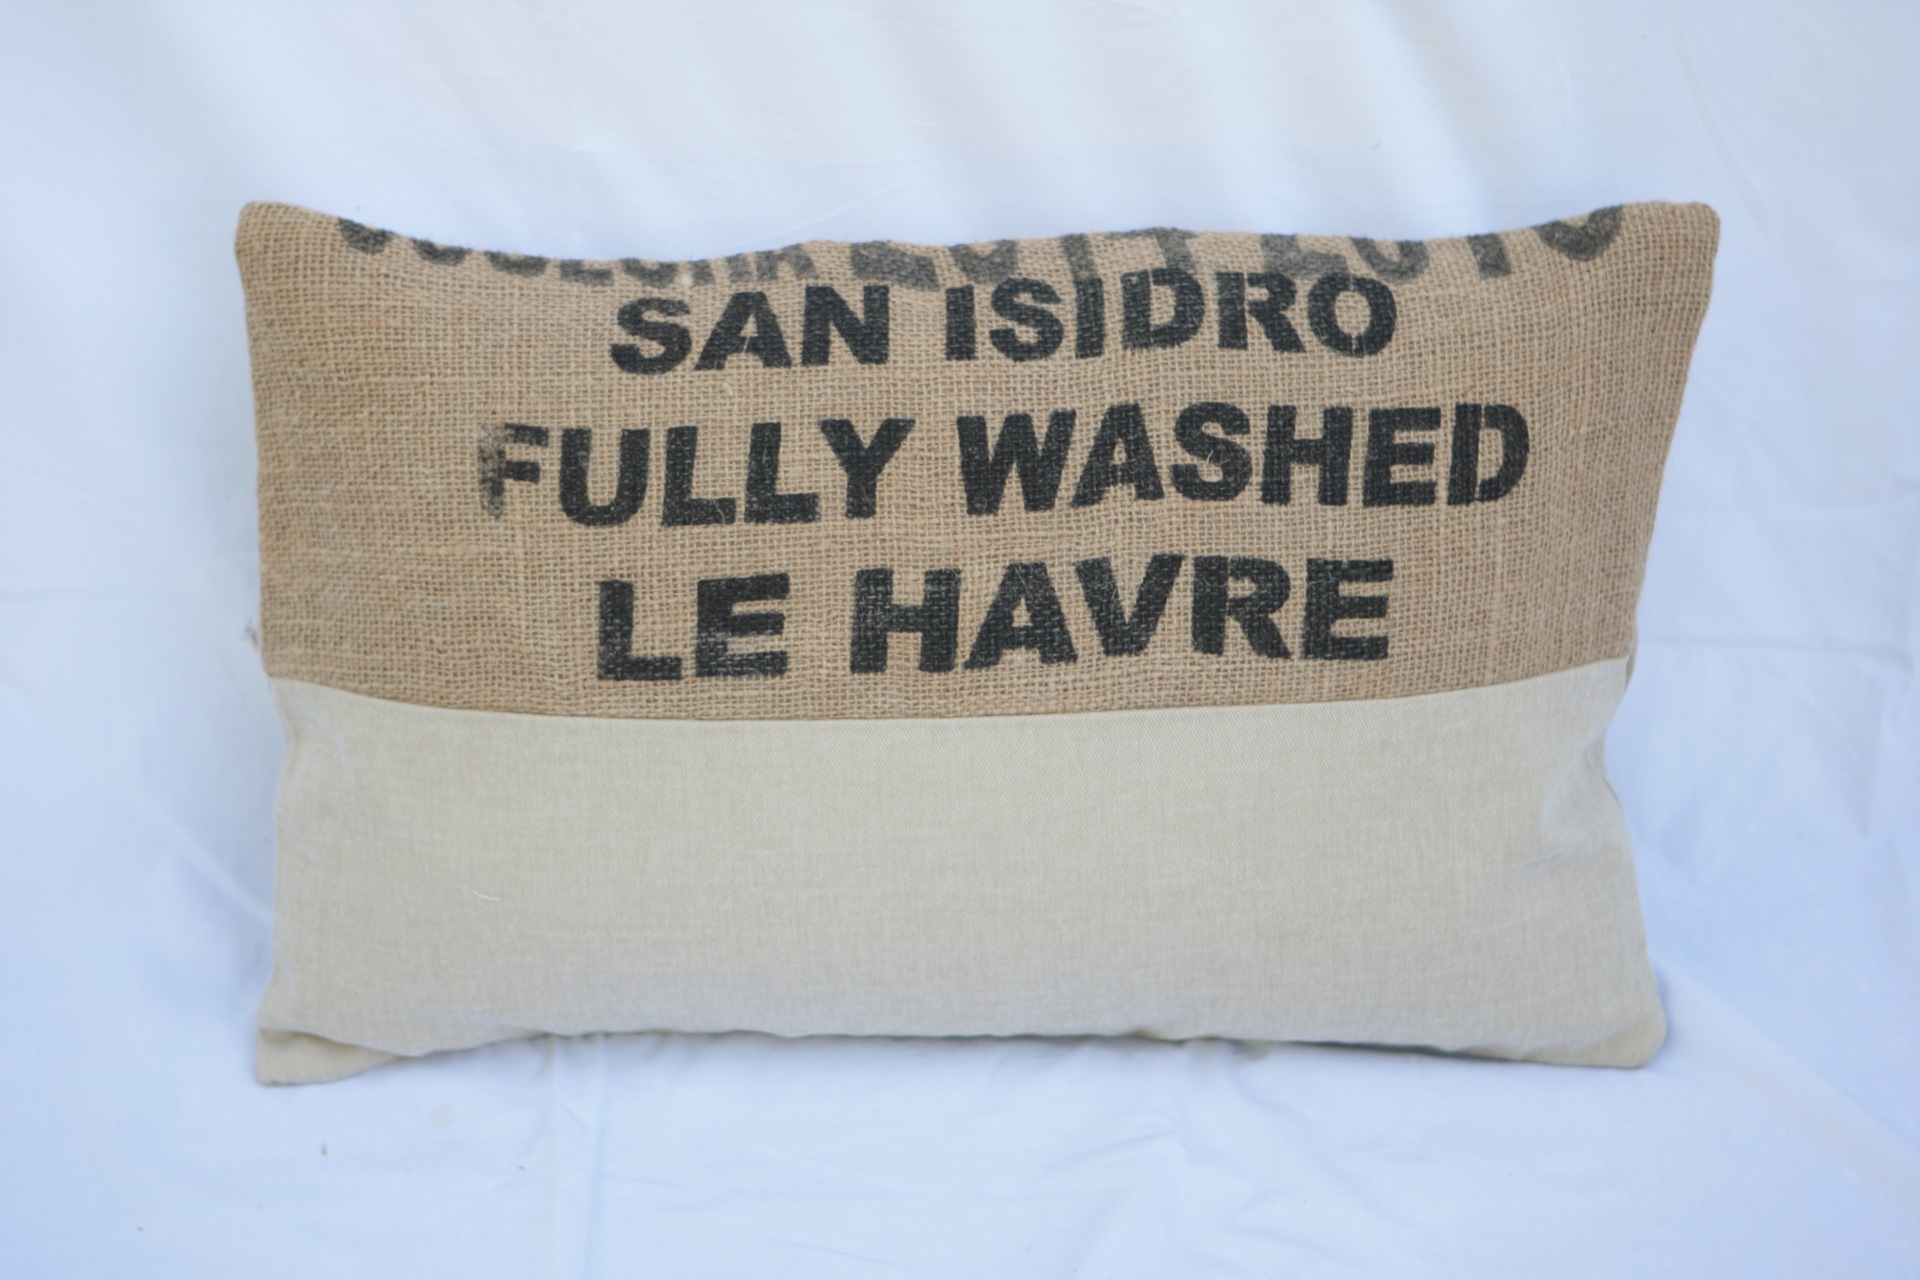 SAN ISIDRO
FULLY WASHED
LE HAVRE